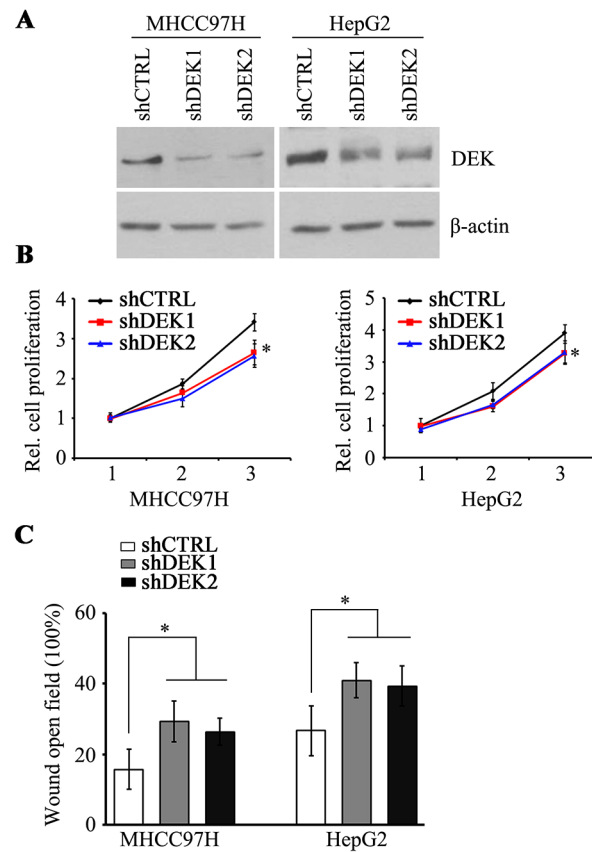 A
MHCC97H HepG2
shCTRL shDEK1 shDEK2 shCTRL shDEK1 shDEK2
DEK
β-actin
B
Rel. cell proliferation
4
3
2
1
0
shCTRL
shDEK1
shDEK2
*
1 2 3
MHCC97H
Rel. cell proliferation
5
4
3
2
1
0
shCTRL
shDEK1
shDEK2
*
1 2 3
HepG2
C
shCTRL
shDEK1
shDEK2
Wound open field (100%)
60
40
20
0
* *
MHCC97H HepG2